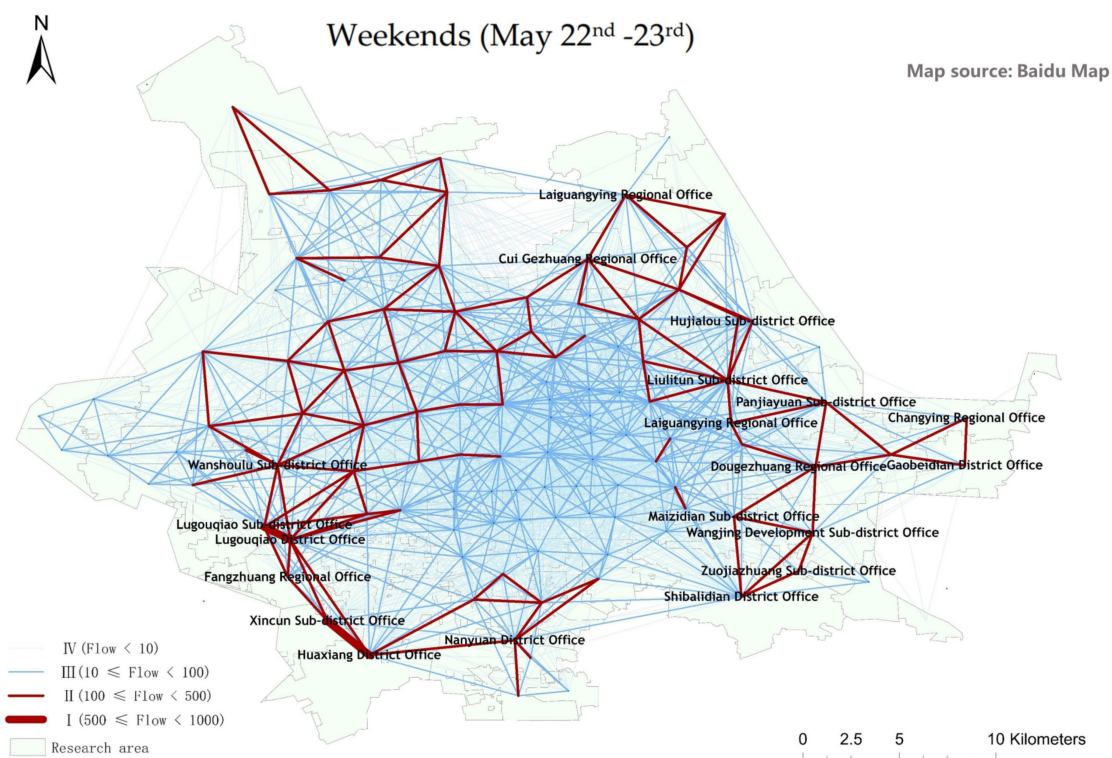 N
Weekends (May 22nd -23rd)
Map source: Baidu Map
Laiguangying Regional Office
Cui Gezhuang Regional Office
Hujialou Sub-district Office
Liulitun Sub-district Office
Panjiayuan Sub-district Office
Changying Regional Office
Laiguangying Regional Office
Wanshoulu Sub-district Office
Dougezhuang Regional Office
Gaobeidian District Office
Maizidian Sub-district Office
Lugouqiao Sub-district Office
Wangjing Development Sub-district Office
Lugouqiao District Office
Zuojiazhuang Sub-district Office
Fangzhuang Regional Office
Shibalidian District Office
Xincun Sub-district Office
Nanyuan District Office
Huaxiang District Office
Ⅳ (Flow < 10)
Ⅲ (10 ≤ Flow < 100)
Ⅱ (100 ≤ Flow < 500)
Ⅰ (500 ≤ Flow < 1000)
Research area
0 2.5 5 10 Kilometers